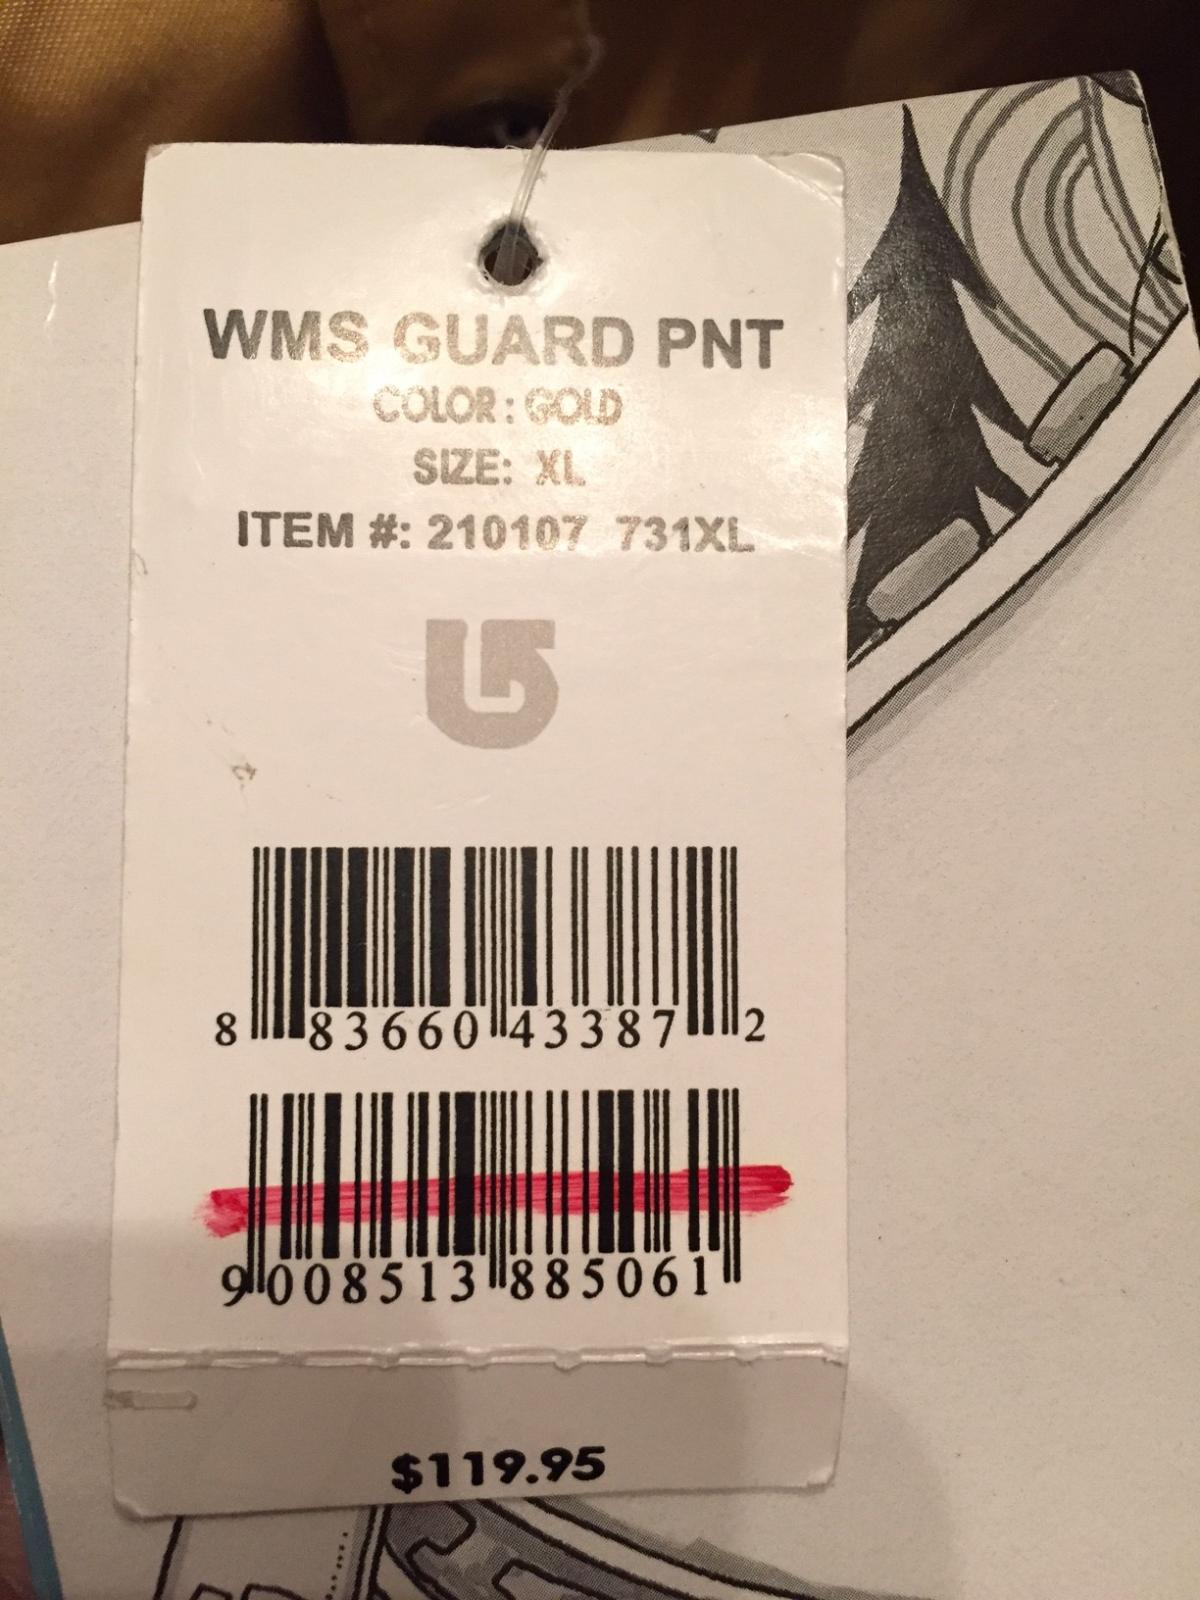 WMS GUARD PNT
COLOR: GOLD
SIZE: XL
ITEM #: 210107 731XL
8 83660 43387 2
9 008513 885061
$119.95